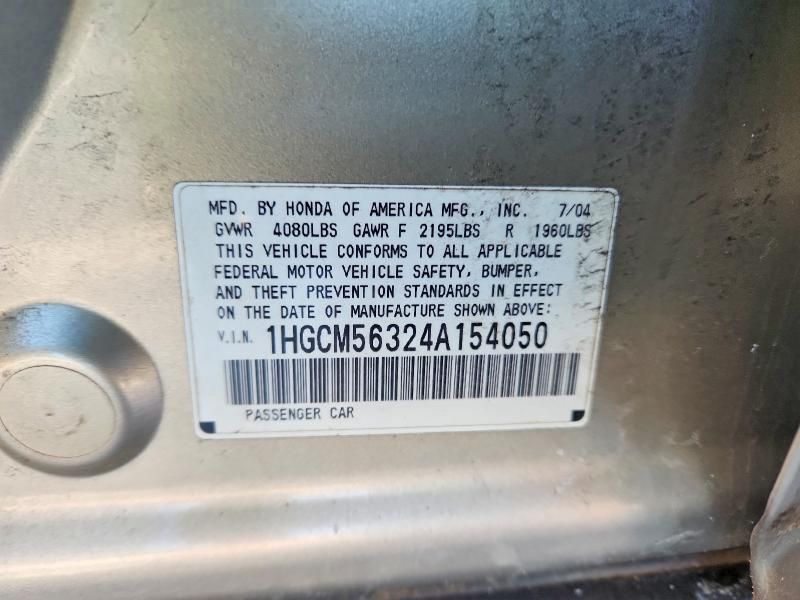 MFD. BY HONDA OF AMERICA MFG., INC. 7/04
GVWR 4080LBS GAWR F 2195LBS R 1960LBS
THIS VEHICLE CONFORMS TO ALL APPLICABLE
FEDERAL MOTOR VEHICLE SAFETY, BUMPER,
AND THEFT PREVENTION STANDARDS IN EFFECT
ON THE DATE OF MANUFACTURE SHOWN ABOVE:
V.I.N. 1HGCM56324A154050
PASSENGER CAR